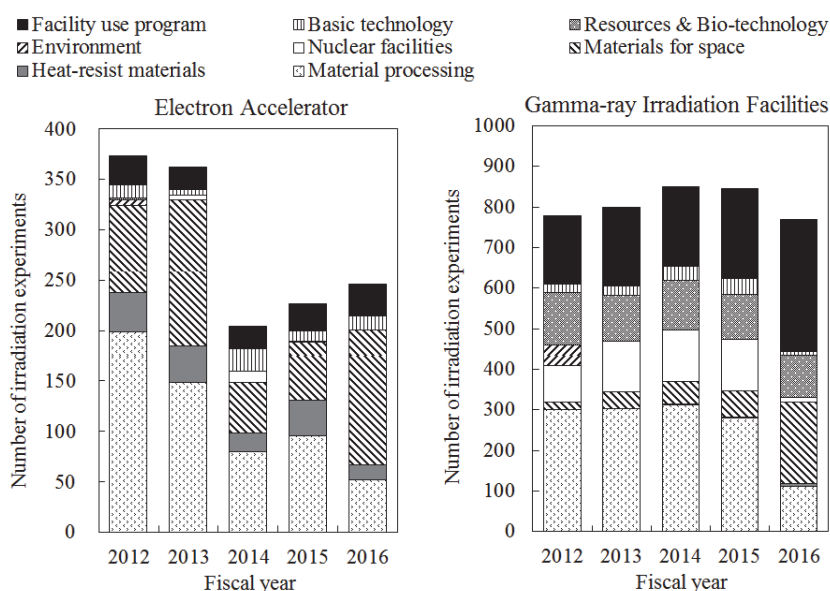 Facility use program Basic technology Resources & Bio-technology
Environment Nuclear facilities Materials for space
Heat-resist materials Material processing
Electron Accelerator
Number of irradiation experiments
400
350
300
250
200
150
100
50
0
2012 2013 2014 2015 2016
Fiscal year
Gamma-ray Irradiation Facilities
Number of irradiation experiments
1000
900
800
700
600
500
400
300
200
100
0
2012 2013 2014 2015 2016
Fiscal year